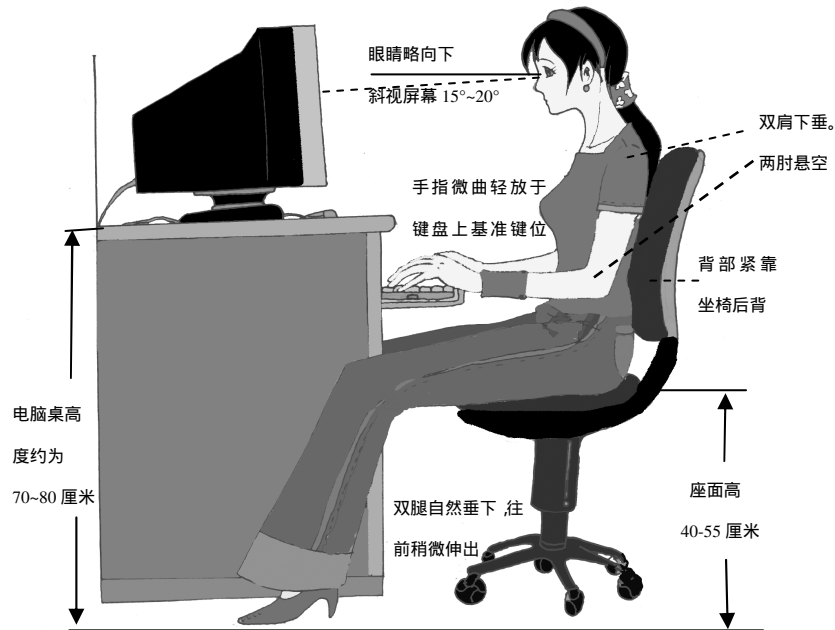 眼睛略向下
斜视屏幕 15°~20°
双肩下垂。
两肘悬空
手指微曲轻放于
键盘上基准键位
背部紧靠
坐椅后背
电脑桌高
度约为
70~80 厘米
双腿自然垂下,往
前稍微伸出
座面高
40-55 厘米